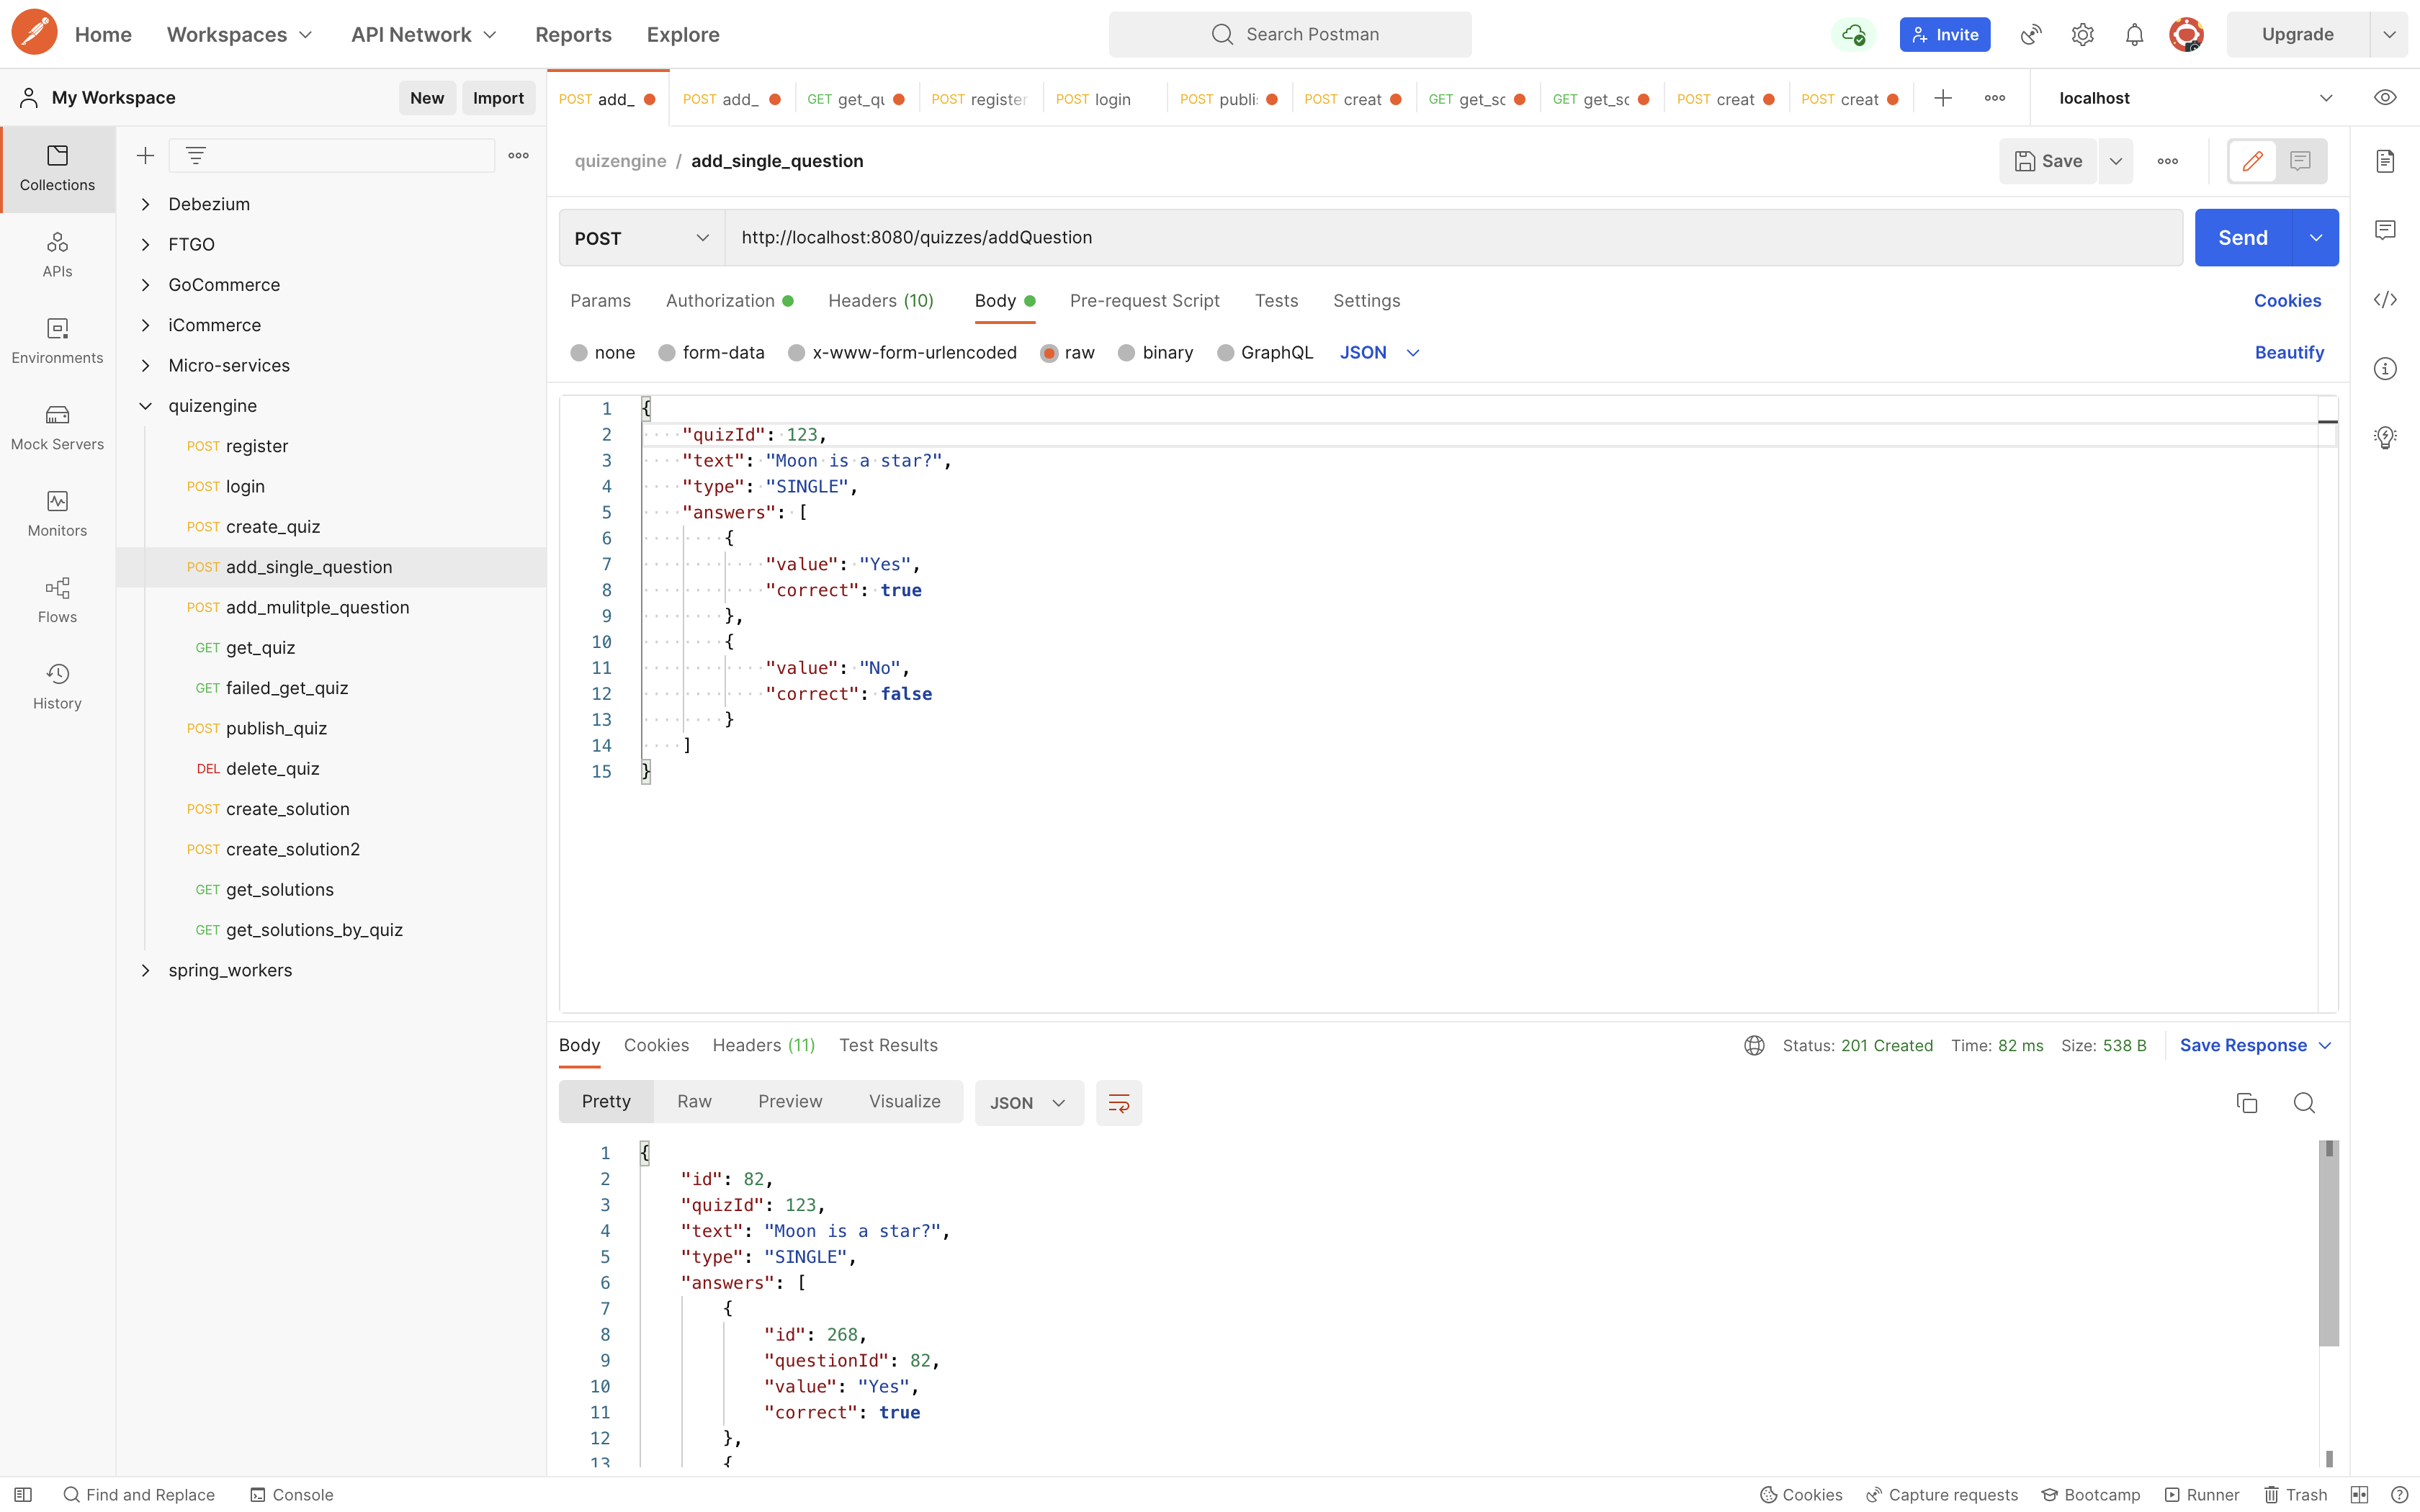 Home Workspaces API Network Reports Explore Search Postman Invite Upgrade
My Workspace New Import
POST add_ POST add_ GET get_qu POST register POST login POST publi: POST creat GET get_sc GET get_sc POST creat POST creat localhost
Collections
APIs
Environments
Mock Servers
Monitors
Flows
History
Debezium
FTGO
GoCommerce
iCommerce
Micro-services
quizengine
POST register
POST login
POST create_quiz
POST add_single_question
POST add_mulitple_question
GET get_quiz
GET failed_get_quiz
POST publish_quiz
DEL delete_quiz
POST create_solution
POST create_solution2
GET get_solutions
GET get_solutions_by_quiz
spring_workers
quizengine / add_single_question Save
POST http://localhost:8080/quizzes/addQuestion Send
Params Authorization Headers (10) Body Pre-request Script Tests Settings Cookies
none form-data x-www-form-urlencoded raw binary GraphQL JSON Beautify
1 {
2 "quizId": 123,
3 "text": "Moon is a star?",
4 "type": "SINGLE",
5 "answers": [
6 {
7 "value": "Yes",
8 "correct": true
9 },
10 {
11 "value": "No",
12 "correct": false
13 }
14 ]
15 }
Body Cookies Headers (11) Test Results Status: 201 Created Time: 82 ms Size: 538 B Save Response
Pretty Raw Preview Visualize JSON
1 {
2 "id": 82,
3 "quizId": 123,
4 "text": "Moon is a star?",
5 "type": "SINGLE",
6 "answers": [
7 {
8 "id": 268,
9 "questionId": 82,
10 "value": "Yes",
11 "correct": true
12 },
13 {
Find and Replace Console Cookies Capture requests Bootcamp Runner Trash